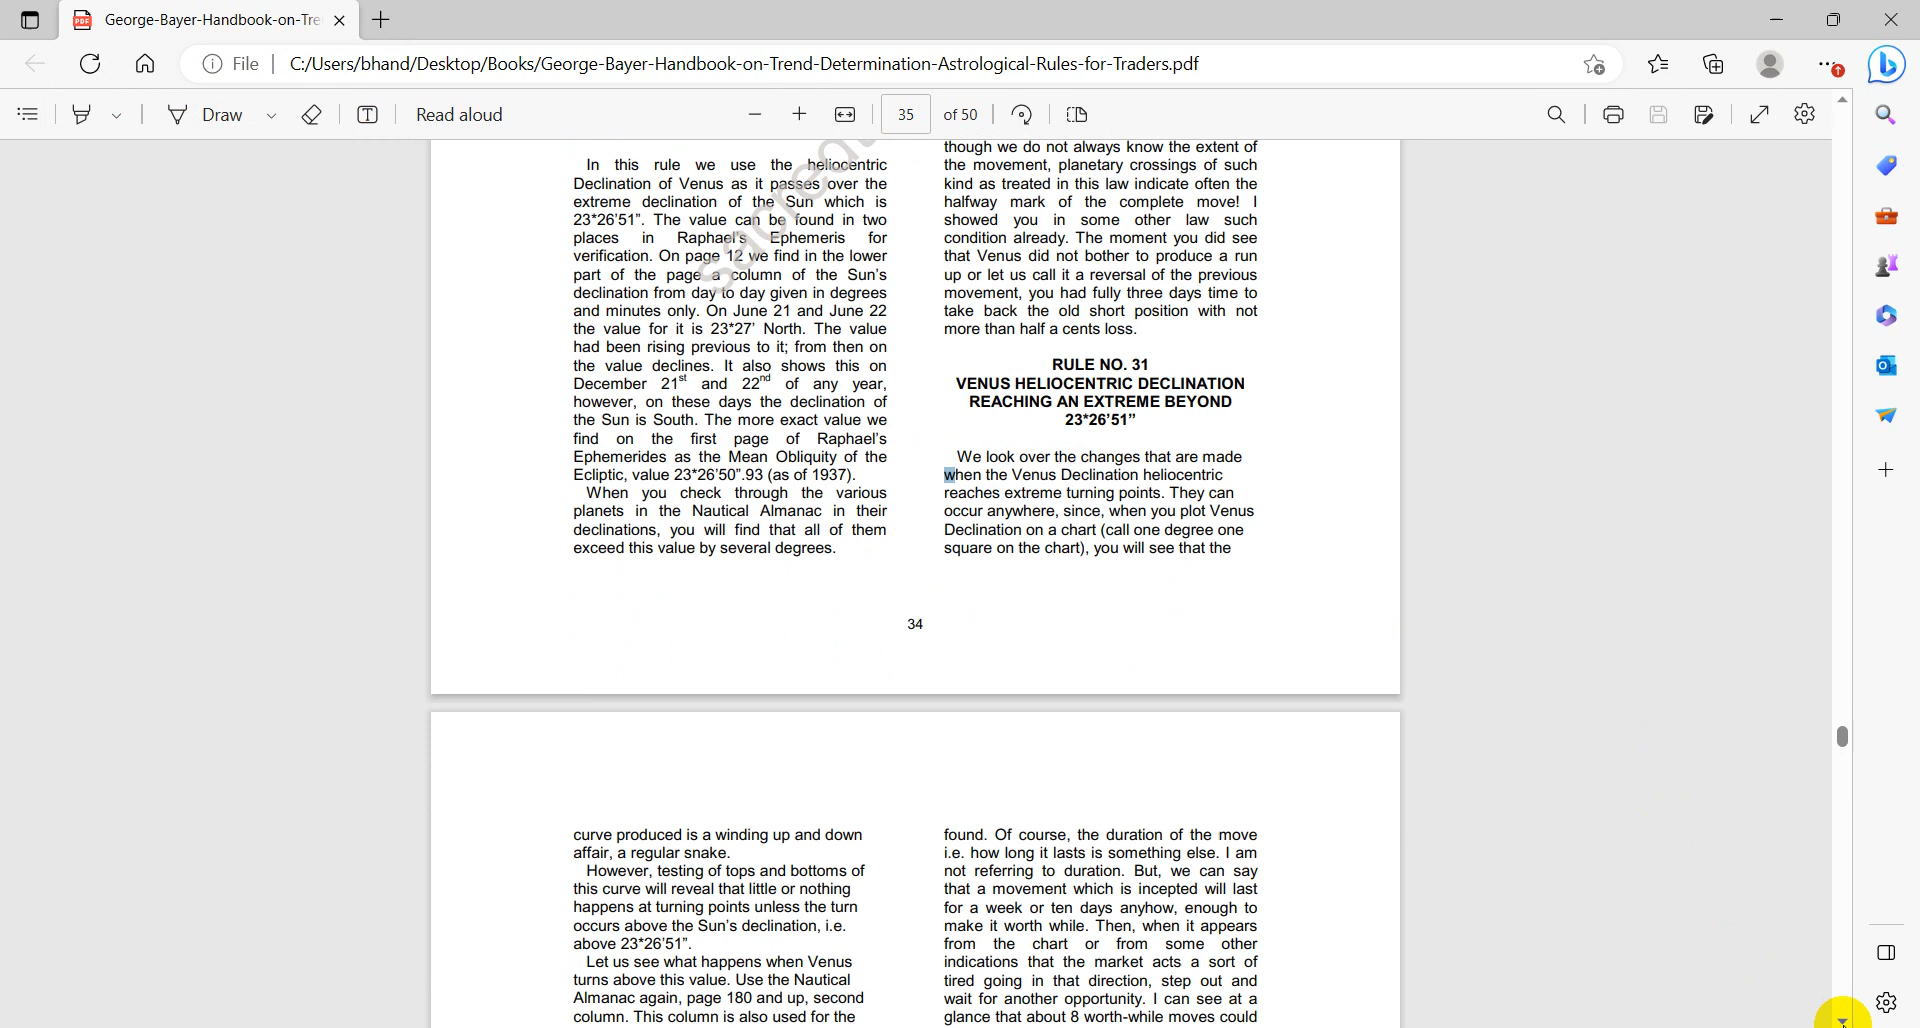 George-Bayer-Handbook-on-Tre
File
C:/Users/bhand/Desktop/Books/George-Bayer-Handbook-on-Trend-Determination-Astrological-Rules-for-Traders.pdf
Draw
Read aloud
35
of 50
In this rule we use the heliocentric
Declination of Venus as it passes over the
extreme declination of the Sun which is
23*26'51”. The value can be found in two
places in Raphael's Ephemeris for
verification. On page 12 we find in the lower
part of the page a column of the Sun's
declination from day to day given in degrees
and minutes only. On June 21 and June 22
the value for it is 23*27' North. The value
had been rising previous to it; from then on
the value declines. It also shows this on
December 21st and 22nd of any year,
however, on these days the declination of
the Sun is South. The more exact value we
find on the first page of Raphael's
Ephemerides as the Mean Obliquity of the
Ecliptic, value 23*26'50”.93 (as of 1937).
When you check through the various
planets in the Nautical Almanac in their
declinations, you will find that all of them
exceed this value by several degrees.
though we do not always know the extent of
the movement, planetary crossings of such
kind as treated in this law indicate often the
halfway mark of the complete move! I
showed you in some other law such
condition already. The moment you did see
that Venus did not bother to produce a run
up or let us call it a reversal of the previous
movement, you had fully three days time to
take back the old short position with not
more than half a cents loss.
RULE NO. 31
VENUS HELIOCENTRIC DECLINATION
REACHING AN EXTREME BEYOND
23*26'51”
We look over the changes that are made
when the Venus Declination heliocentric
reaches extreme turning points. They can
occur anywhere, since, when you plot Venus
Declination on a chart (call one degree one
square on the chart), you will see that the
34
curve produced is a winding up and down
affair, a regular snake.
However, testing of tops and bottoms of
this curve will reveal that little or nothing
happens at turning points unless the turn
occurs above the Sun's declination, i.e.
above 23*26'51”.
Let us see what happens when Venus
turns above this value. Use the Nautical
Almanac again, page 180 and up, second
column. This column is also used for the
found. Of course, the duration of the move
i.e. how long it lasts is something else. I am
not referring to duration. But, we can say
that a movement which is incepted will last
for a week or ten days anyhow, enough to
make it worth while. Then, when it appears
from the chart or from some other
indications that the market acts a sort of
tired going in that direction, step out and
wait for another opportunity. I can see at a
glance that about 8 worth-while moves could